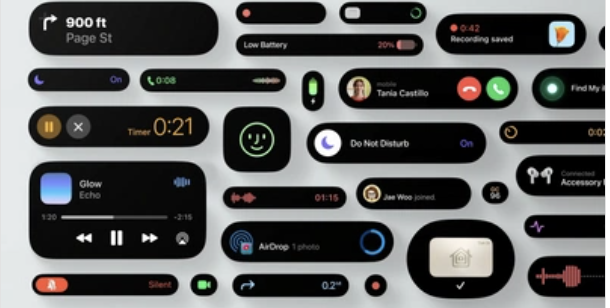 900 ft
Page St
Low Battery
20%
0:42
Recording saved
On
0:08
mobile
Tania Castillo
Find My
Timer 0:21
Do Not Disturb
On
0:0
Glow
Echo
1:20
-2:15
01:15
Jae Woo joined.
96
Connected
Accessory
AirDrop 1 photo
Silent
0.2